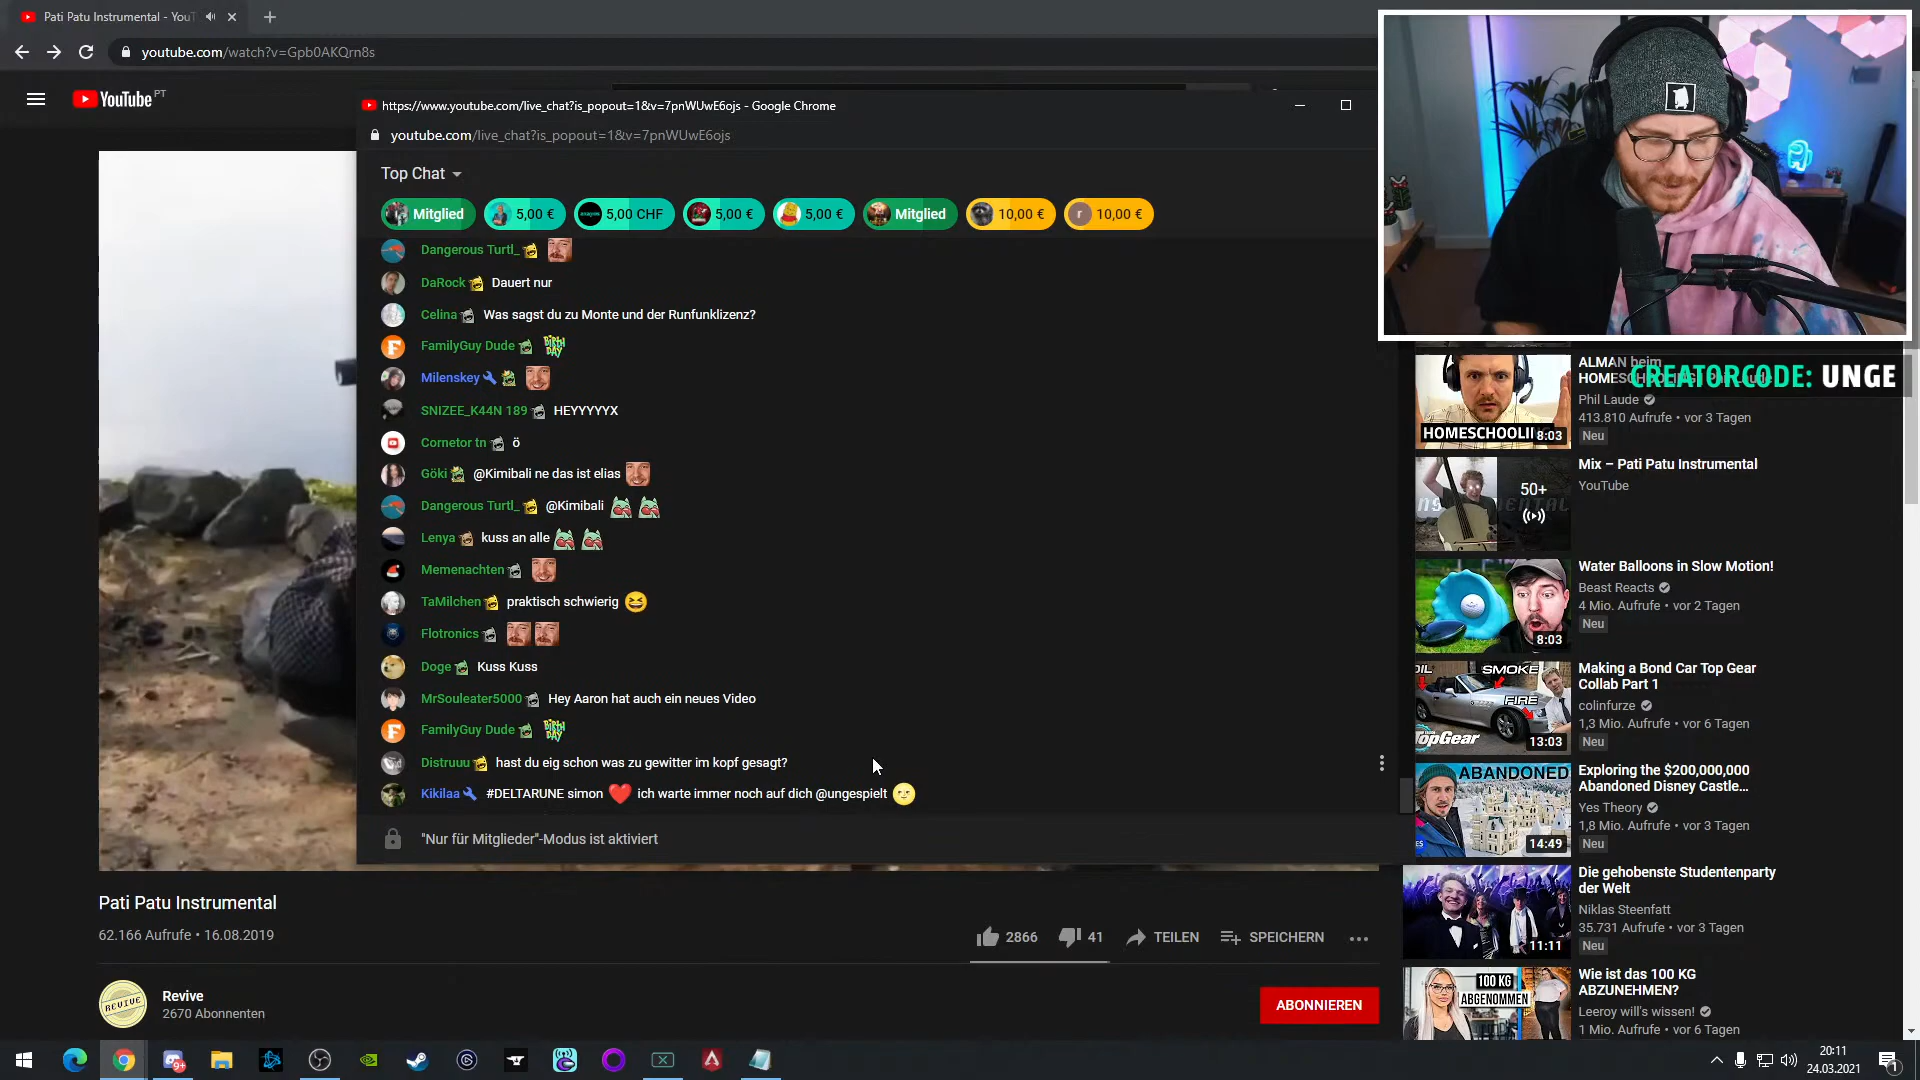 Pati Patu Instrumental - YouT
youtube.com/watch?v=Gpb0AKQrn8s
YouTube PT
https://www.youtube.com/live_chat?is_popout=1&v=7pnWUwE6ojs - Google Chrome
youtube.com/live_chat?is_popout=1&v=7pnWUwE6ojs
Top Chat
Mitglied 5,00 € 5,00 CHF 5,00 € 5,00 € Mitglied 10,00 € r 10,00 €
Dangerous Turtl_
DaRock Dauert nur
Celina Was sagst du zu Monte und der Runfunklizenz?
FamilyGuy Dude BIRTH DAY
Milenskey
SNIZEE_K44N 189 HEYYYYYX
Cornetor tn ö
Göki @Kimibali ne das ist elias
Dangerous Turtl_ @Kimibali
Lenya kuss an alle
Memenachten
TaMilchen praktisch schwierig
Flotronics
Doge Kuss Kuss
MrSouleater5000 Hey Aaron hat auch ein neues Video
FamilyGuy Dude BIRTH DAY
Distruuu hast du eig schon was zu gewitter im kopf gesagt?
Kikilaa #DELTARUNE simon ich warte immer noch auf dich @ungespielt
"Nur für Mitglieder"-Modus ist aktiviert
Pati Patu Instrumental
62.166 Aufrufe • 16.08.2019
2866 41 TEILEN SPEICHERN
REVIVE
Revive
2670 Abonnenten
ABONNIEREN
CREATORCODE: UNGE
ALMAN beim
HOMESCHOOLING
Phil Laude
413.810 Aufrufe • vor 3 Tagen
Neu
8:03
Mix – Pati Patu Instrumental
YouTube
50+
Water Balloons in Slow Motion!
Beast Reacts
4 Mio. Aufrufe • vor 2 Tagen
Neu
8:03
OIL SMOKE
FIRE
TopGear
13:03
Making a Bond Car Top Gear
Collab Part 1
colinfurze
1,3 Mio. Aufrufe • vor 6 Tagen
Neu
ABANDONED
14:49
Exploring the $200,000,000
Abandoned Disney Castle...
Yes Theory
1,8 Mio. Aufrufe • vor 3 Tagen
Neu
11:11
Die gehobenste Studentenparty
der Welt
Niklas Steenfatt
35.731 Aufrufe • vor 3 Tagen
Neu
100 KG
ABGENOMMEN
Wie ist das 100 KG
ABZUNEHMEN?
Leeroy will's wissen!
1 Mio. Aufrufe • vor 6 Tagen
9+
20:11
24.03.2021
1